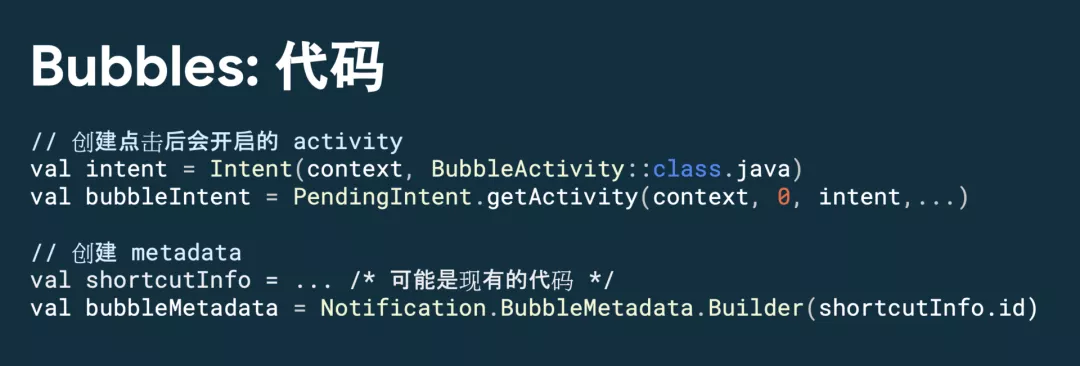 Bubbles: 代码
// 创建点击后会开启的 activity
val intent = Intent(context, BubbleActivity::class.java)
val bubbleIntent = PendingIntent.getActivity(context, 0, intent,...)
// 创建 metadata
val shortcutInfo = ... /* 可能是现有的代码 */
val bubbleMetadata = Notification.BubbleMetadata.Builder(shortcutInfo.id)